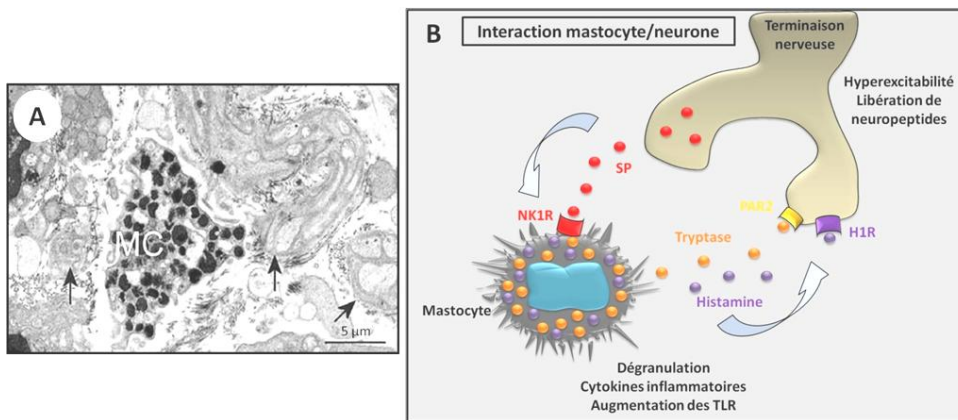 A
MC
5 µm
B
Interaction mastocyte/neurone
Terminaison
nerveuse
Hyperexcitabilité
Libération de
neuropeptides
SP
NK1R
PAR2
H1R
Tryptase
Histamine
Mastocyte
Dégranulation
Cytokines inflammatoires
Augmentation des TLR